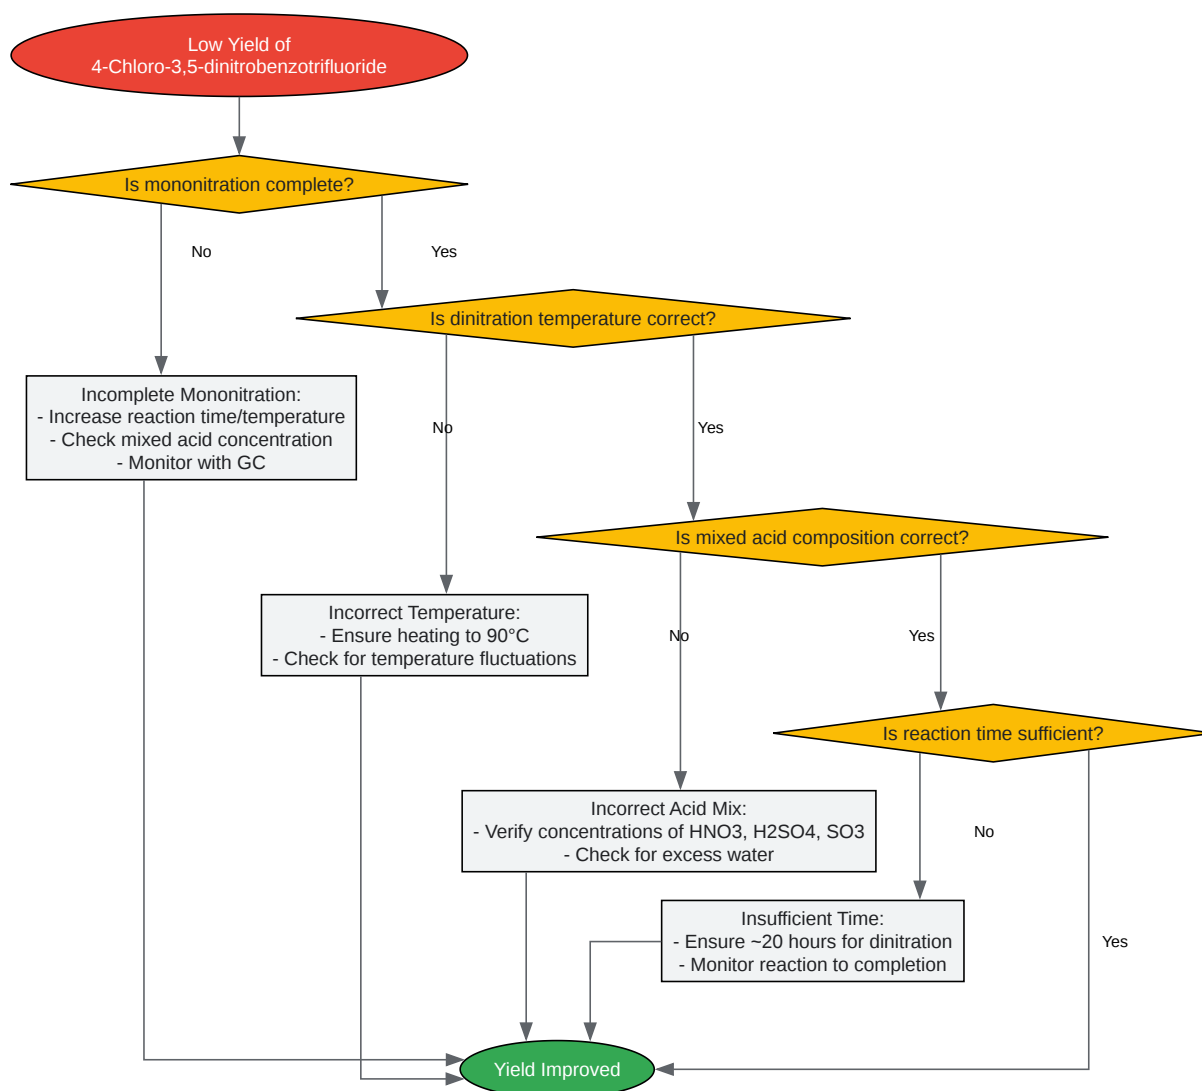 Low Yield of
4-Chloro-3,5-dinitrobenzotrifluoride
Is mononitration complete?
No
Yes
Is dinitration temperature correct?
Incomplete Mononitration:
- Increase reaction time/temperature
- Check mixed acid concentration
- Monitor with GC
No
Yes
Is mixed acid composition correct?
Incorrect Temperature:
- Ensure heating to 90°C
- Check for temperature fluctuations
No
Yes
Is reaction time sufficient?
Incorrect Acid Mix:
- Verify concentrations of HNO3, H2SO4, SO3
- Check for excess water
No
Yes
Insufficient Time:
- Ensure ~20 hours for dinitration
- Monitor reaction to completion
Yield Improved